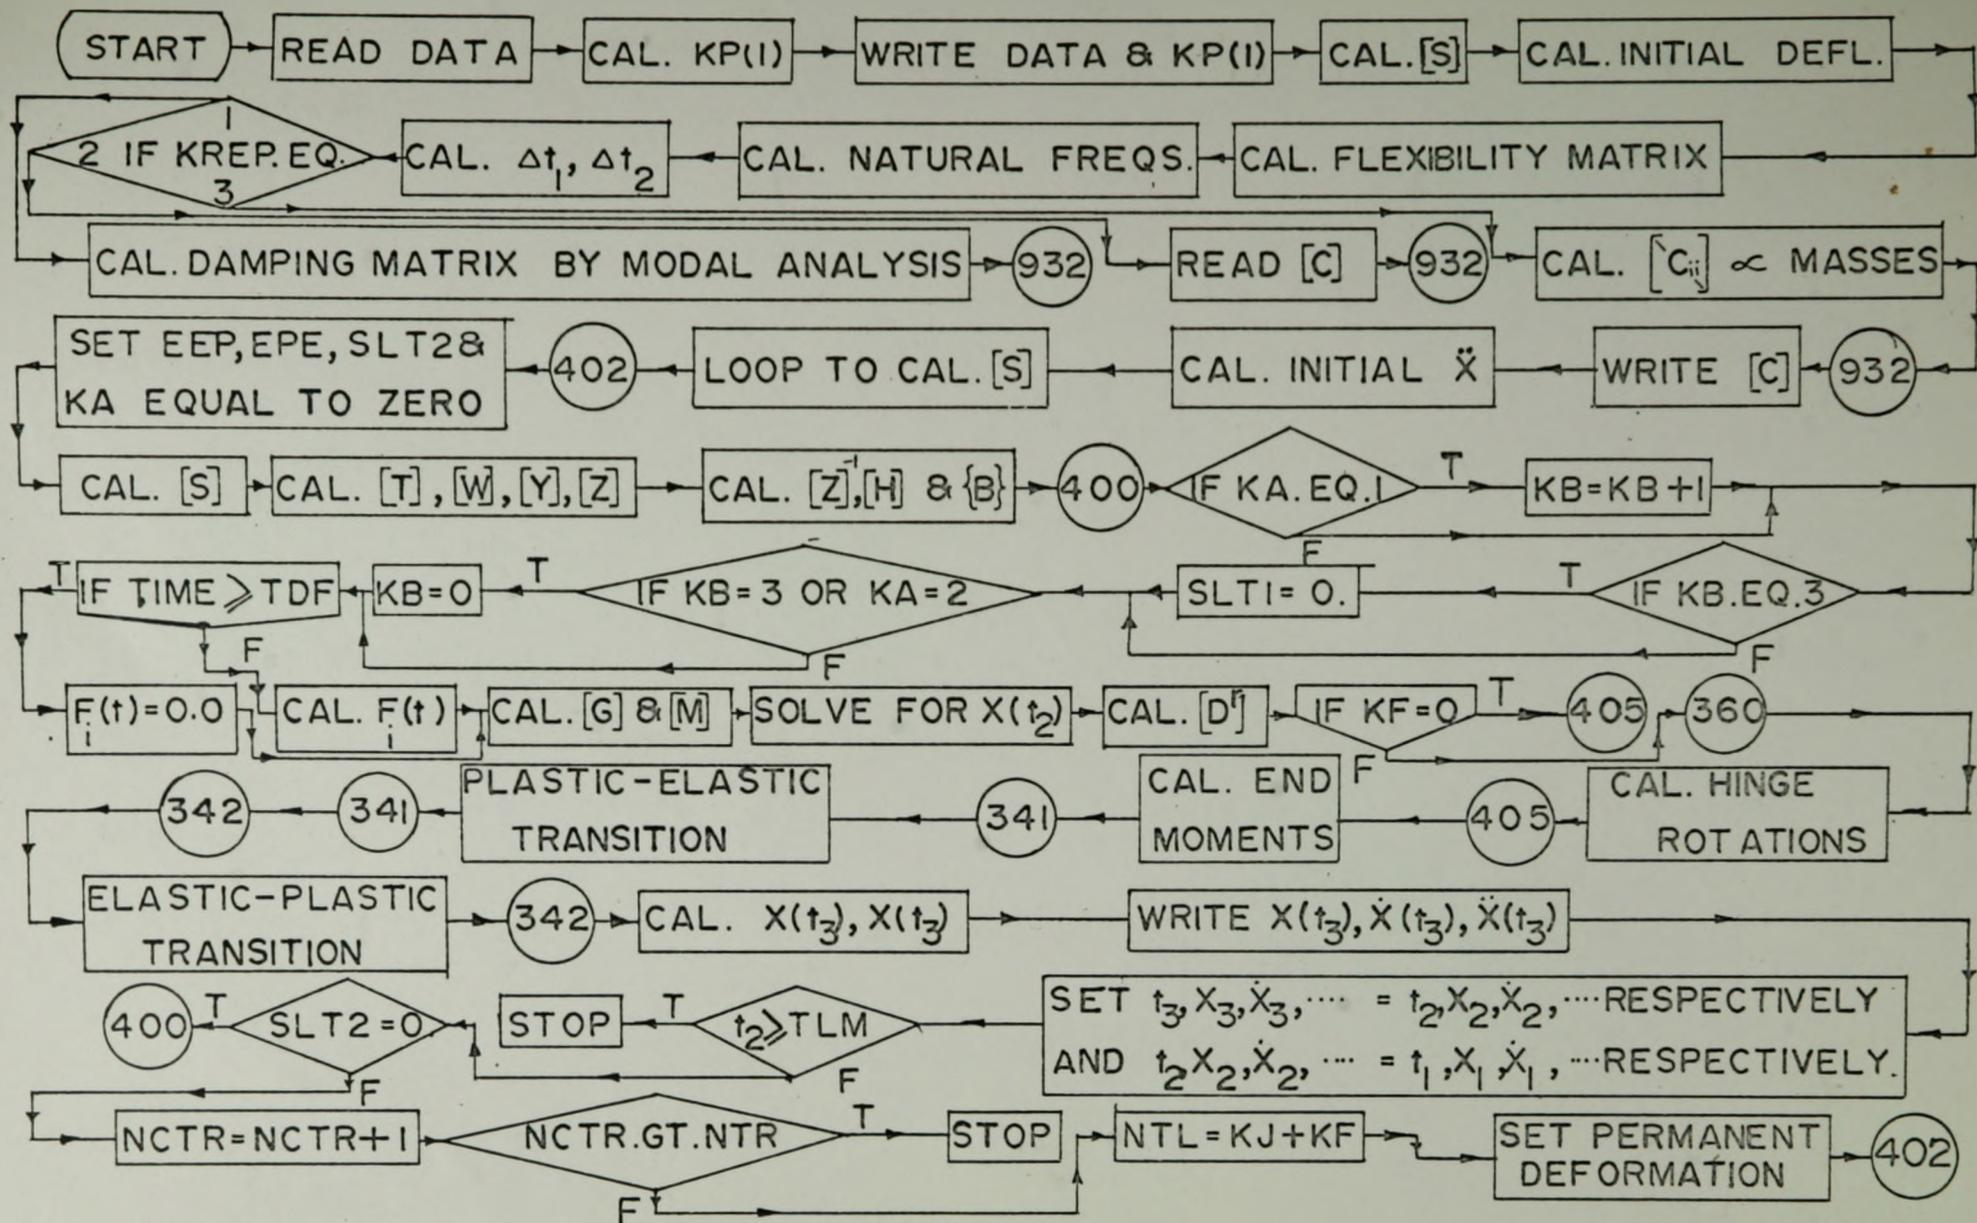 START READ DATA CAL. KP(I) WRITE DATA & KP(I) CAL.[S] CAL. INITIAL DEFL.
1
2 IF KREP.EQ. CAL. Δt₁, Δt₂ CAL. NATURAL FREQS. CAL. FLEXIBILITY MATRIX
3
CAL. DAMPING MATRIX BY MODAL ANALYSIS 932 READ [C] 932 CAL. [Cᵢᵢ] ∝ MASSES
SET EEP, EPE, SLT2 &
KA EQUAL TO ZERO
402 LOOP TO CAL. [S] CAL. INITIAL Ẍ WRITE [C] 932
CAL. [S] CAL. [T], [W], [Y], [Z] CAL. [Z]⁻¹, [H] & {B} 400 IF KA.EQ.1 T KB=KB+1
F
T IF TIME ⩾ TDF KB=0 T IF KB=3 OR KA=2 SLT1=0. T IF KB.EQ.3
F F F
Fᵢ(t)=0.0 CAL. Fᵢ(t) CAL. [G] & [M] SOLVE FOR X(t₂) CAL. [Dʳ] IF KF=0 T 405 360
F
342 341 PLASTIC-ELASTIC
TRANSITION
341 CAL. END
MOMENTS
405 CAL. HINGE
ROTATIONS
ELASTIC-PLASTIC
TRANSITION
342 CAL. X(t₃), X(t₃) WRITE X(t₃), Ẋ(t₃), Ẍ(t₃)
400 T SLT2=0 STOP T t₂⩾TLM
F F
SET t₃, X₃, Ẋ₃, ···· = t₂, X₂, Ẋ₂, ···· RESPECTIVELY
AND t₂ X₂, Ẋ₂, ···· = t₁, X₁, Ẋ₁, ···· RESPECTIVELY.
NCTR=NCTR+1 NCTR.GT.NTR T STOP NTL=KJ+KF SET PERMANENT
DEFORMATION
402
F